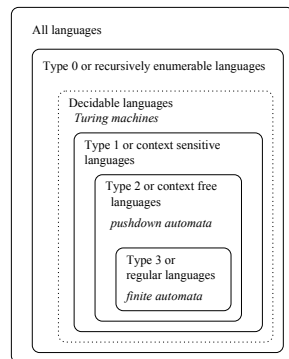 All languages
Type 0 or recursively enumerable languages
Decidable languages
Turing machines
Type 1 or context sensitive
languages
Type 2 or context free
languages
pushdown automata
Type 3 or
regular languages
finite automata